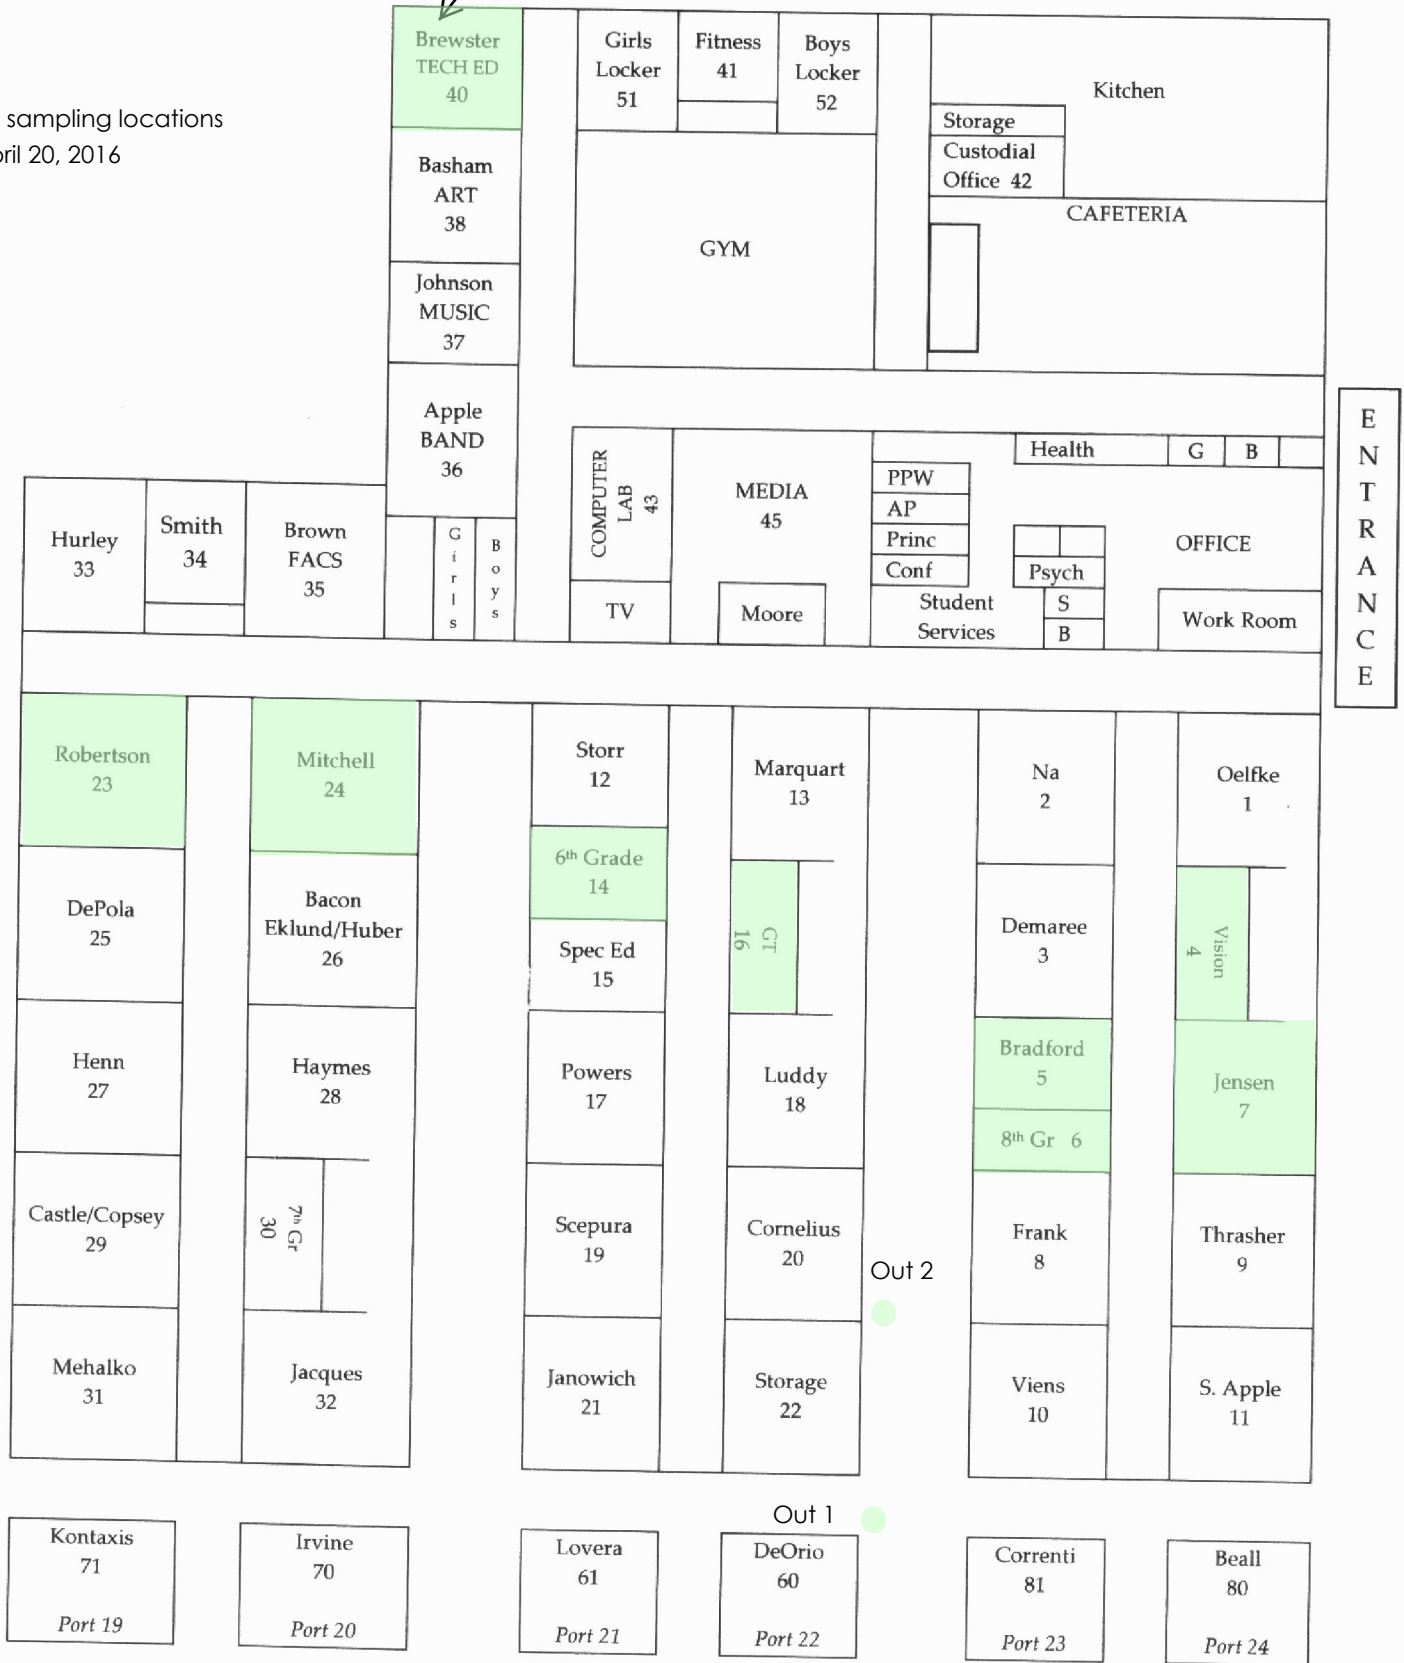 sampling locations
ril 20, 2016
Brewster
TECH ED
40
Girls
Locker
51
Fitness
41
Boys
Locker
52
Kitchen
Storage
Custodial
Office 42
CAFETERIA
Basham
ART
38
GYM
Johnson
MUSIC
37
Apple
BAND
36
Girls
Boys
COMPUTER
LAB
43
TV
MEDIA
45
Moore
PPW
AP
Princ
Conf
Student
Services
Health
G
B
Psych
S
B
OFFICE
Work Room
ENTRANCE
Hurley
33
Smith
34
Brown
FACS
35
Robertson
23
Mitchell
24
Storr
12
Marquart
13
Na
2
Oelfke
1
6th Grade
14
GT
16
Vision
4
DePola
25
Bacon
Eklund/Huber
26
Spec Ed
15
Demaree
3
Henn
27
Haymes
28
Powers
17
Luddy
18
Bradford
5
8th Gr 6
Jensen
7
Castle/Copsey
29
7th Gr
30
Scepura
19
Cornelius
20
Out 2
Frank
8
Thrasher
9
Mehalko
31
Jacques
32
Janowich
21
Storage
22
Viens
10
S. Apple
11
Out 1
Kontaxis
71
Port 19
Irvine
70
Port 20
Lovera
61
Port 21
DeOrio
60
Port 22
Correnti
81
Port 23
Beall
80
Port 24